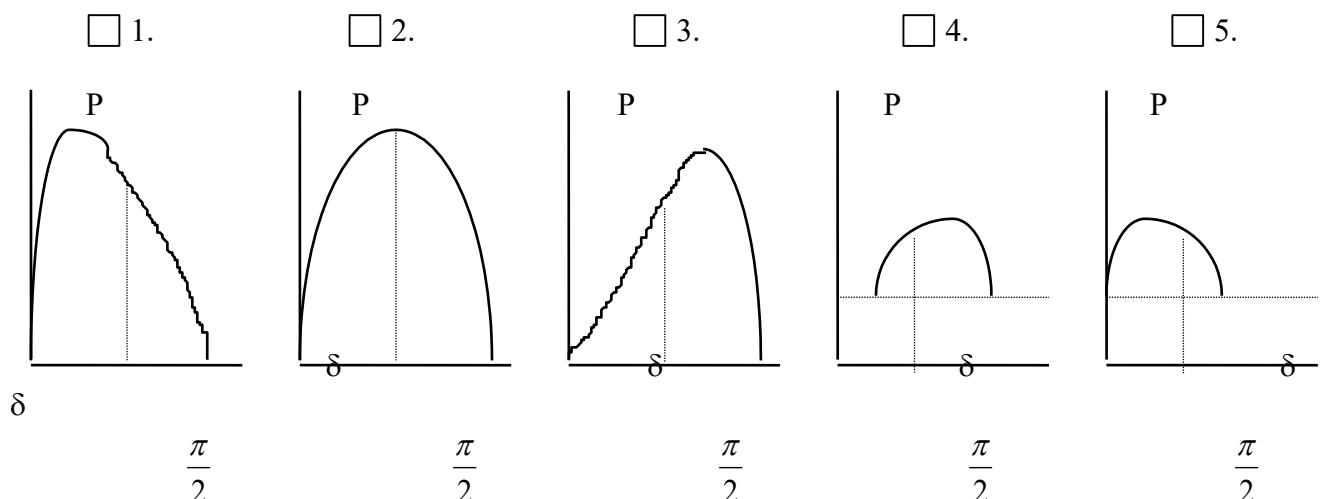 1. 2. 3. 4. 5.
P P P P P
δ δ δ δ
δ
π/2 π/2 π/2 π/2 π/2